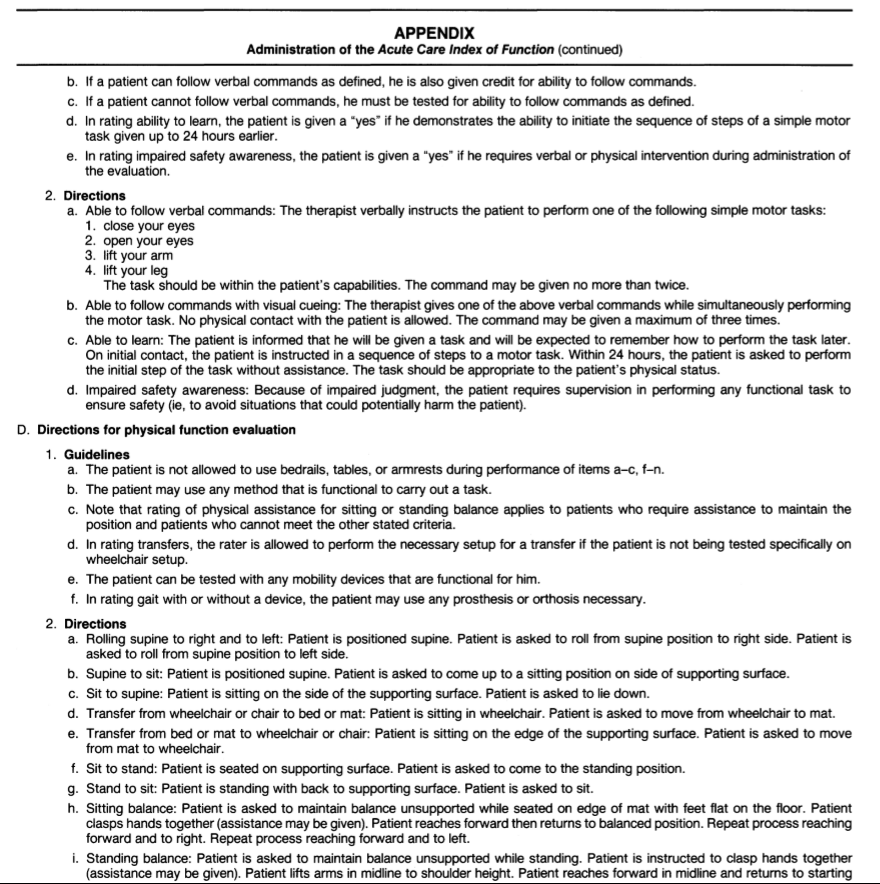 APPENDIX
Administration of the Acute Care Index of Function (continued)
b. If a patient can follow verbal commands as defined, he is also given credit for ability to follow commands.
c. If a patient cannot follow verbal commands, he must be tested for ability to follow commands as defined.
d. In rating ability to learn, the patient is given a “yes” if he demonstrates the ability to initiate the sequence of steps of a simple motor
task given up to 24 hours earlier.
e. In rating impaired safety awareness, the patient is given a “yes” if he requires verbal or physical intervention during administration of
the evaluation.
2. Directions
a. Able to follow verbal commands: The therapist verbally instructs the patient to perform one of the following simple motor tasks:
1. close your eyes
2. open your eyes
3. lift your arm
4. lift your leg
The task should be within the patient's capabilities. The command may be given no more than twice.
b. Able to follow commands with visual cueing: The therapist gives one of the above verbal commands while simultaneously performing
the motor task. No physical contact with the patient is allowed. The command may be given a maximum of three times.
c. Able to learn: The patient is informed that he will be given a task and will be expected to remember how to perform the task later.
On initial contact, the patient is instructed in a sequence of steps to a motor task. Within 24 hours, the patient is asked to perform
the initial step of the task without assistance. The task should be appropriate to the patient's physical status.
d. Impaired safety awareness: Because of impaired judgment, the patient requires supervision in performing any functional task to
ensure safety (ie, to avoid situations that could potentially harm the patient).
D. Directions for physical function evaluation
1. Guidelines
a. The patient is not allowed to use bedrails, tables, or armrests during performance of items a–c, f–n.
b. The patient may use any method that is functional to carry out a task.
c. Note that rating of physical assistance for sitting or standing balance applies to patients who require assistance to maintain the
position and patients who cannot meet the other stated criteria.
d. In rating transfers, the rater is allowed to perform the necessary setup for a transfer if the patient is not being tested specifically on
wheelchair setup.
e. The patient can be tested with any mobility devices that are functional for him.
f. In rating gait with or without a device, the patient may use any prosthesis or orthosis necessary.
2. Directions
a. Rolling supine to right and to left: Patient is positioned supine. Patient is asked to roll from supine position to right side. Patient is
asked to roll from supine position to left side.
b. Supine to sit: Patient is positioned supine. Patient is asked to come up to a sitting position on side of supporting surface.
c. Sit to supine: Patient is sitting on the side of the supporting surface. Patient is asked to lie down.
d. Transfer from wheelchair or chair to bed or mat: Patient is sitting in wheelchair. Patient is asked to move from wheelchair to mat.
e. Transfer from bed or mat to wheelchair or chair: Patient is sitting on the edge of the supporting surface. Patient is asked to move
from mat to wheelchair.
f. Sit to stand: Patient is seated on supporting surface. Patient is asked to come to the standing position.
g. Stand to sit: Patient is standing with back to supporting surface. Patient is asked to sit.
h. Sitting balance: Patient is asked to maintain balance unsupported while seated on edge of mat with feet flat on the floor. Patient
clasps hands together (assistance may be given). Patient reaches forward then returns to balanced position. Repeat process reaching
forward and to right. Repeat process reaching forward and to left.
i. Standing balance: Patient is asked to maintain balance unsupported while standing. Patient is instructed to clasp hands together
(assistance may be given). Patient lifts arms in midline to shoulder height. Patient reaches forward in midline and returns to starting